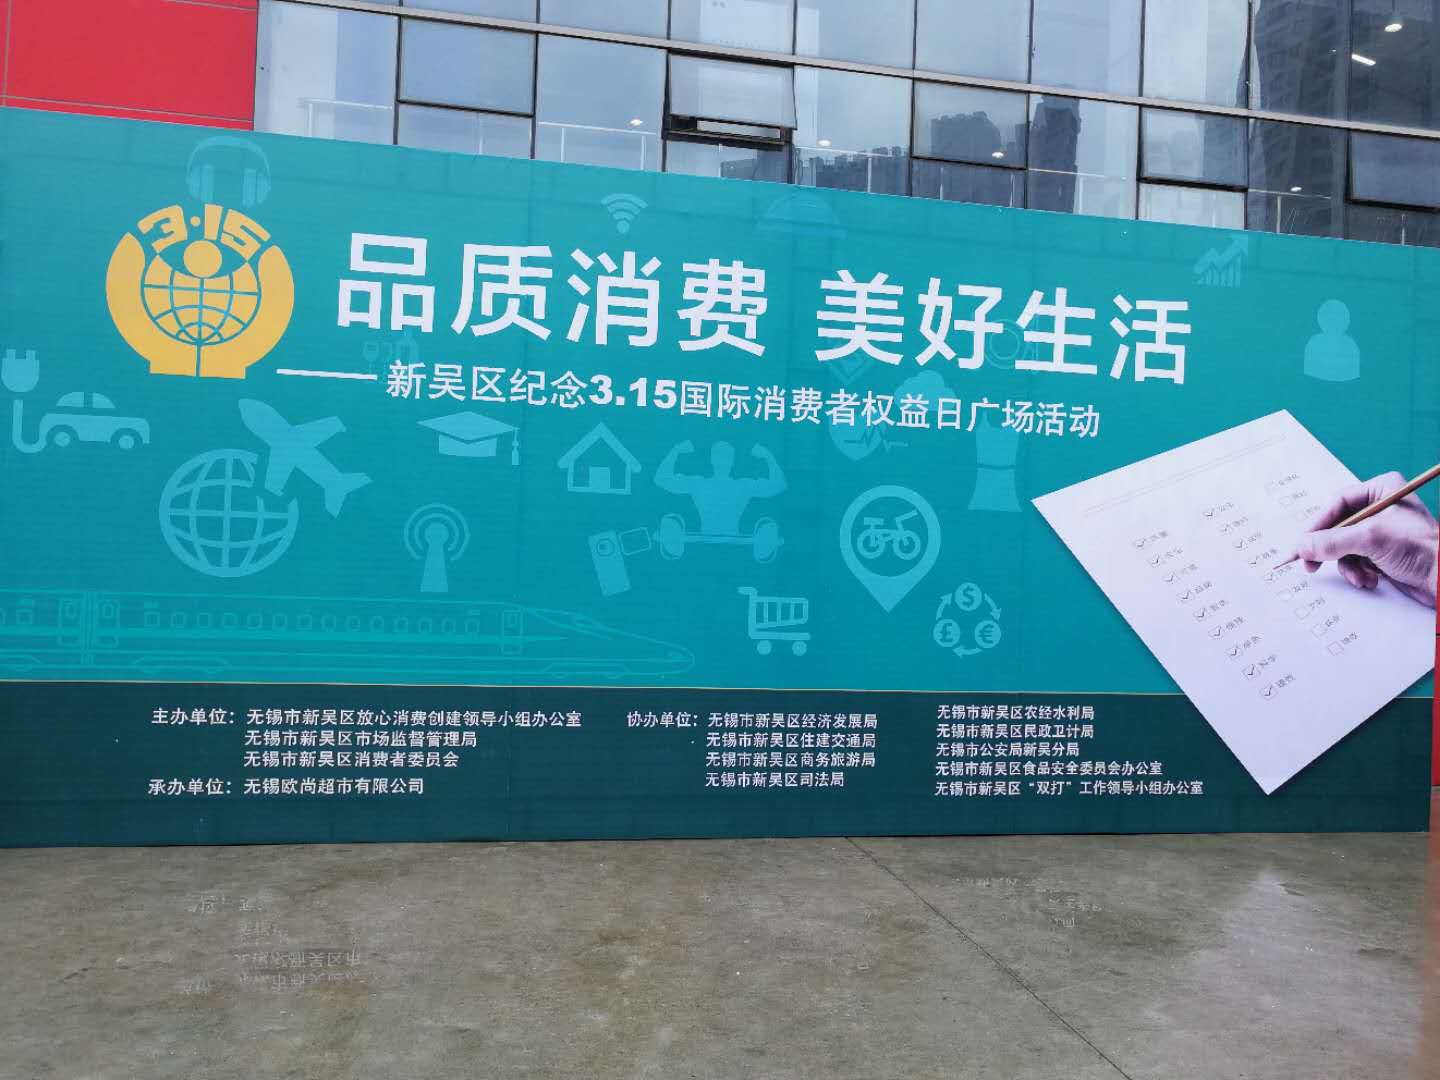 3·15
品质消费 美好生活
——新吴区纪念3.15国际消费者权益日广场活动
主办单位：无锡市新吴区放心消费创建领导小组办公室
无锡市新吴区市场监督管理局
无锡市新吴区消费者委员会
承办单位：无锡欧尚超市有限公司
协办单位：无锡市新吴区经济发展局
无锡市新吴区住建交通局
无锡市新吴区商务旅游局
无锡市新吴区司法局
无锡市新吴区农经水利局
无锡市新吴区民政卫计局
无锡市公安局新吴分局
无锡市新吴区食品安全委员会办公室
无锡市新吴区“双打”工作领导小组办公室